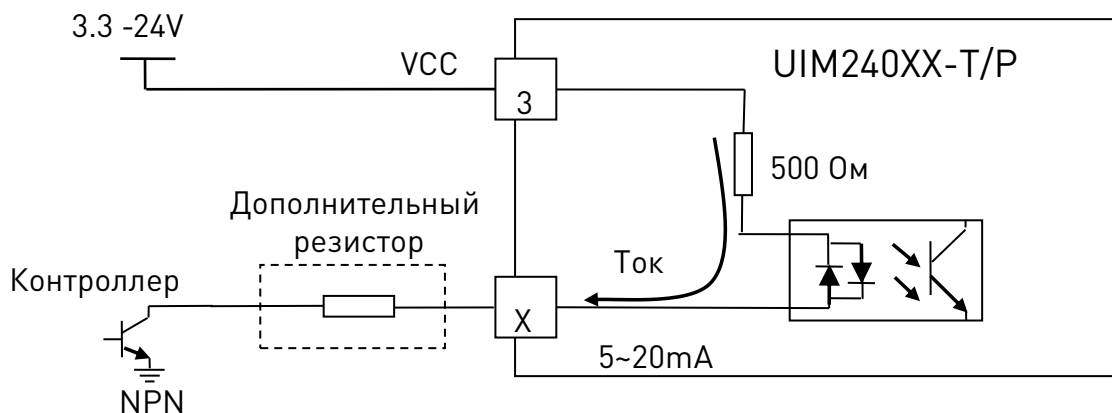 3.3 -24V
VCC
UIM240XX-T/P
3
500 Ом
Дополнительный
резистор
Ток
Контроллер
X
5~20mA
NPN